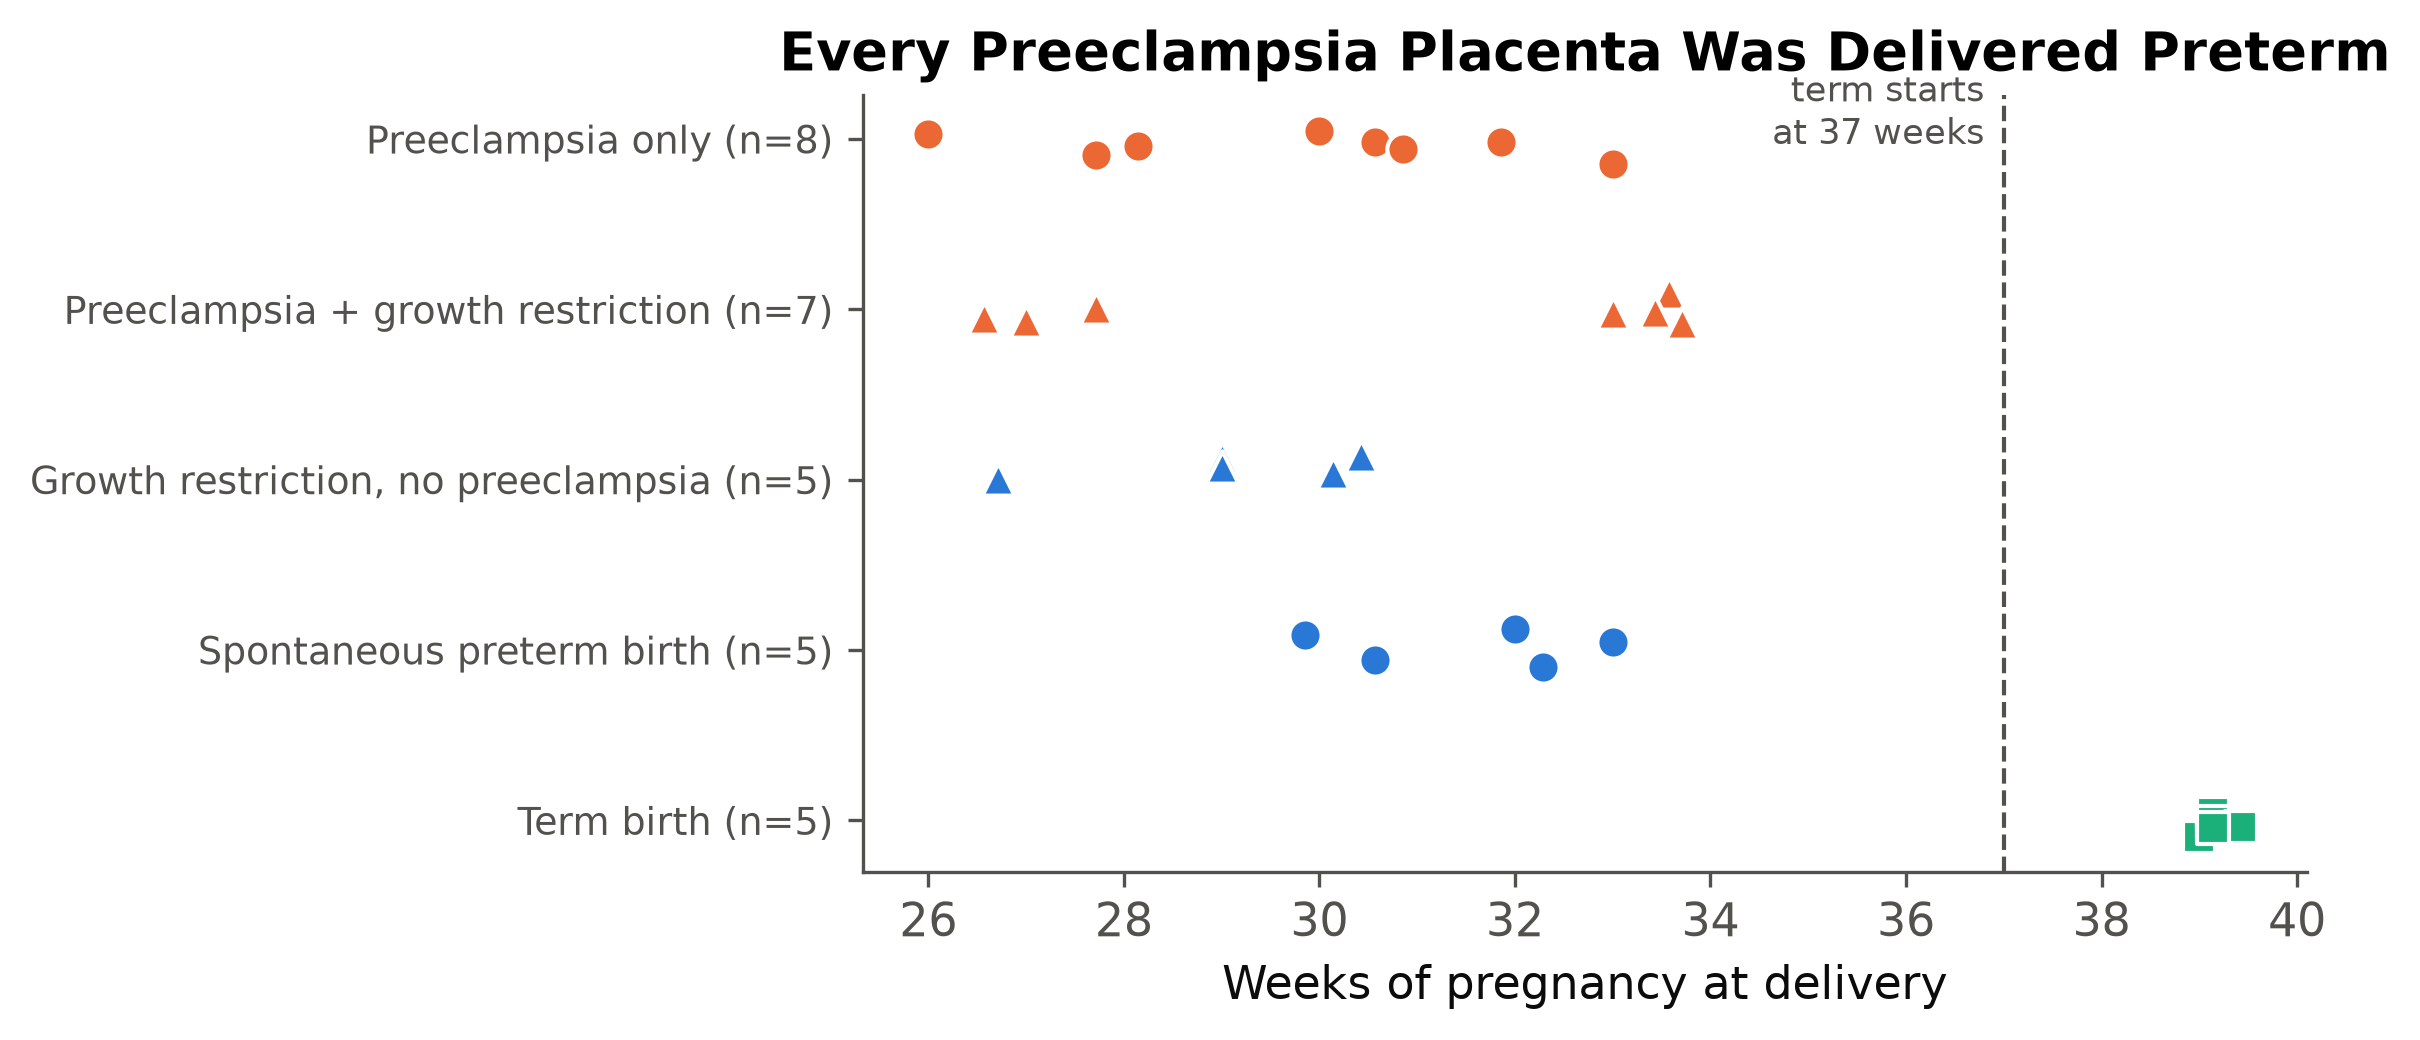 Every Preeclampsia Placenta Was Delivered Preterm
term starts
at 37 weeks
Preeclampsia only (n=8)
Preeclampsia + growth restriction (n=7)
Growth restriction, no preeclampsia (n=5)
Spontaneous preterm birth (n=5)
Term birth (n=5)
26 28 30 32 34 36 38 40
Weeks of pregnancy at delivery